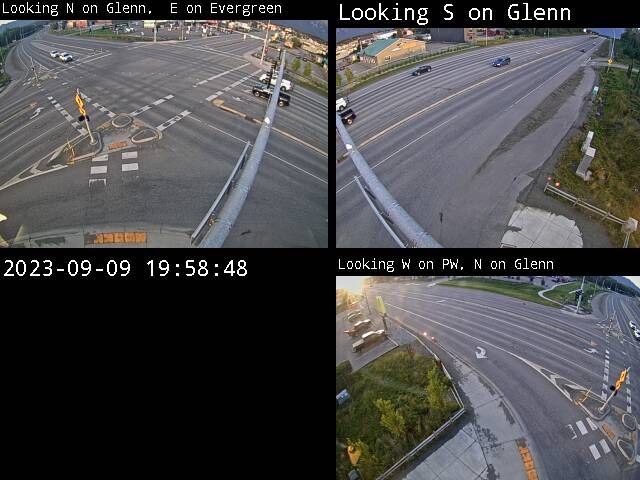 Looking N on Glenn,  E on Evergreen
Looking S on Glenn
2023-09-09 19:58:48
Looking W on PW, N on Glenn